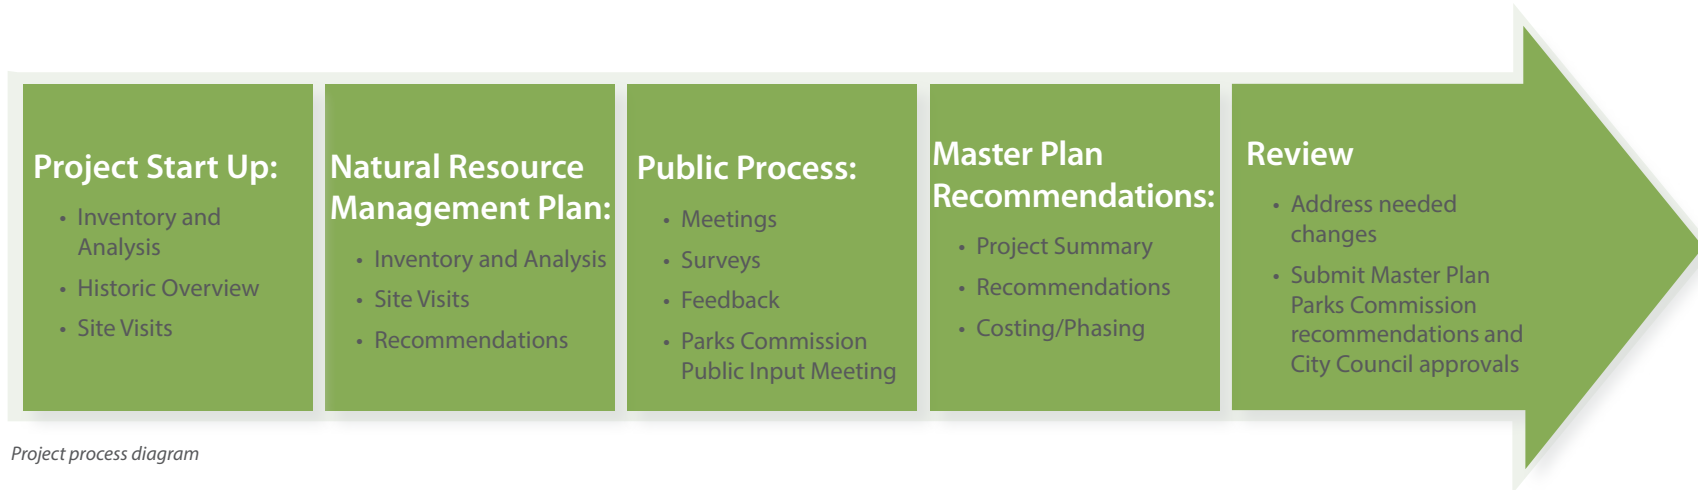 Project Start Up:
• Inventory and
Analysis
• Historic Overview
• Site Visits
Natural Resource
Management Plan:
• Inventory and Analysis
• Site Visits
• Recommendations
Public Process:
• Meetings
• Surveys
• Feedback
• Parks Commission
Public Input Meeting
Master Plan
Recommendations:
• Project Summary
• Recommendations
• Costing/Phasing
Review
• Address needed
changes
• Submit Master Plan
Parks Commission
recommendations and
City Council approvals
Project process diagram